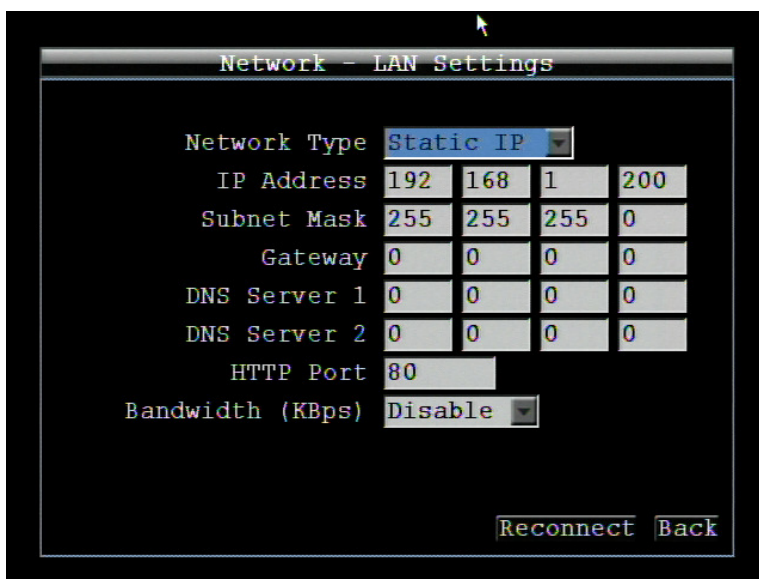 Network - LAN Settings
Network Type Static IP
IP Address 192 168 1 200
Subnet Mask 255 255 255 0
Gateway 0 0 0 0
DNS Server 1 0 0 0 0
DNS Server 2 0 0 0 0
HTTP Port 80
Bandwidth (KBps) Disable
Reconnect Back